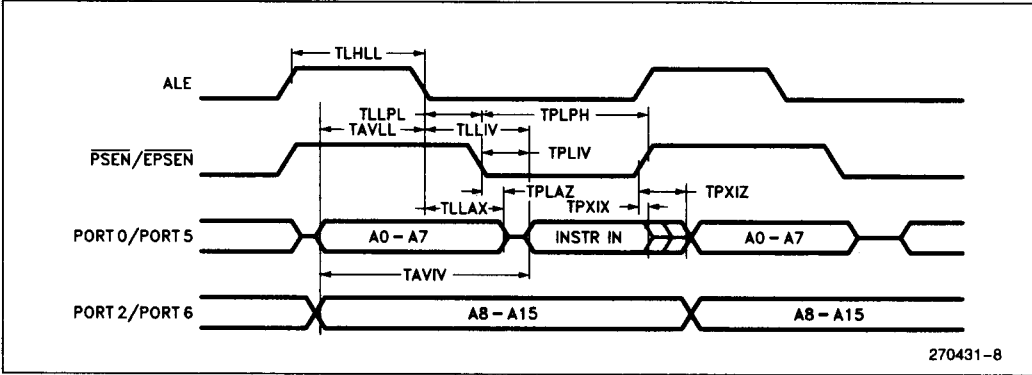 TLHLL
ALE
TLLPL TPLPH
TAVLL TLLIV
PSEN/EPSEN TPLIV
TPLAZ TPXIZ
TLLAX TPXIX
PORT 0/PORT 5 A0-A7 INSTR IN A0-A7
TAVIV
PORT 2/PORT 6 A8-A15 A8-A15
270431-8